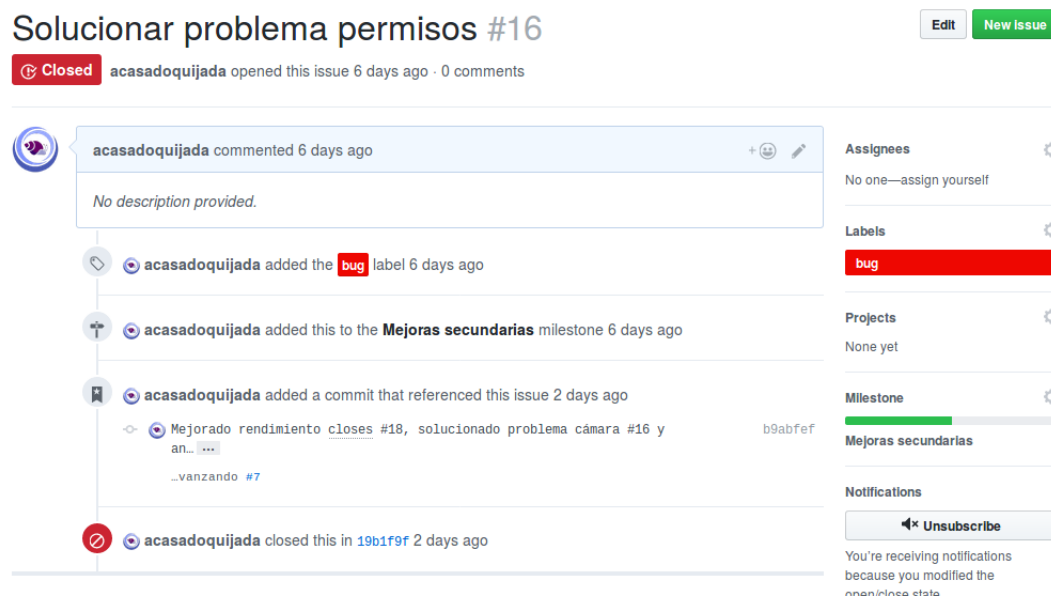 Solucionar problema permisos #16
Edit
New Issue
Closed
acasadoquijada opened this issue 6 days ago · 0 comments
acasadoquijada commented 6 days ago
No description provided.
acasadoquijada added the bug label 6 days ago
acasadoquijada added this to the Mejoras secundarias milestone 6 days ago
acasadoquijada added a commit that referenced this issue 2 days ago
Mejorado rendimiento closes #18, solucionado problema cámara #16 y
an… …
b9abfef
…vanzando #7
acasadoquijada closed this in 19b1f9f 2 days ago
Assignees
No one—assign yourself
Labels
bug
Projects
None yet
Milestone
Mejoras secundarias
Notifications
Unsubscribe
You're receiving notifications
because you modified the
open/close state.